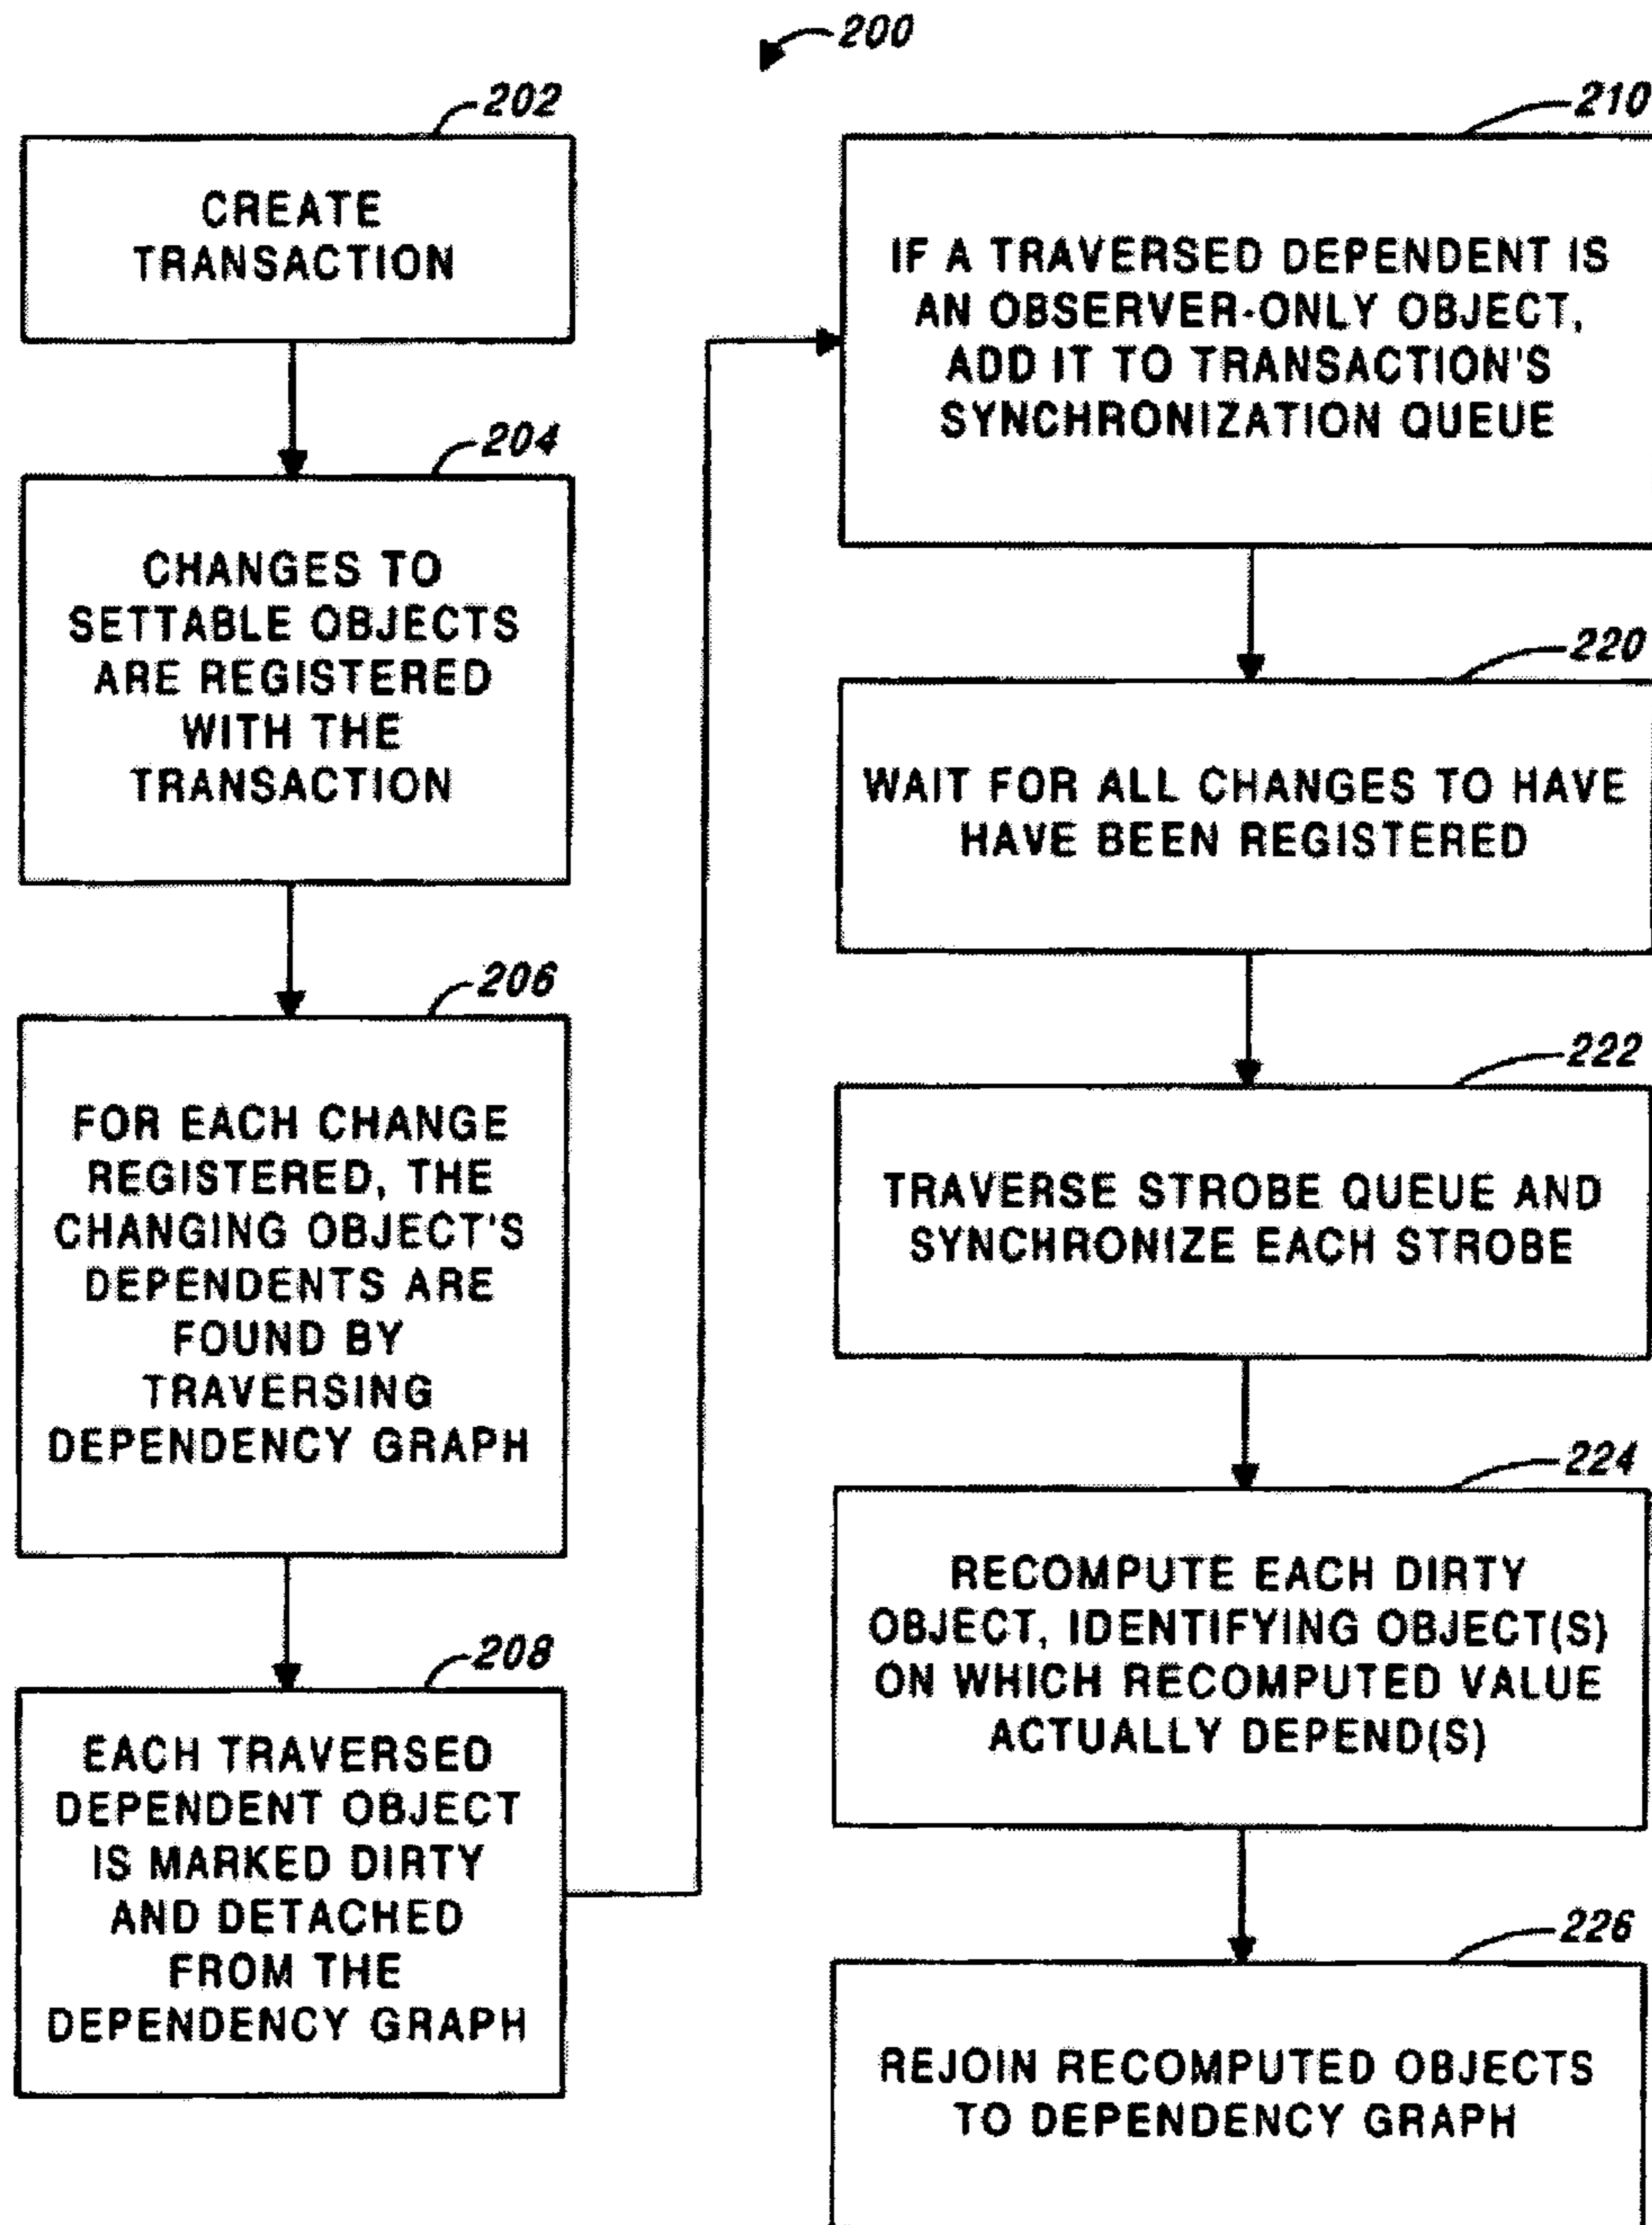 200
202
CREATE
TRANSACTION
204
CHANGES TO
SETTABLE OBJECTS
ARE REGISTERED
WITH THE
TRANSACTION
206
FOR EACH CHANGE
REGISTERED, THE
CHANGING OBJECT'S
DEPENDENTS ARE
FOUND BY
TRAVERSING
DEPENDENCY GRAPH
208
EACH TRAVERSED
DEPENDENT OBJECT
IS MARKED DIRTY
AND DETACHED
FROM THE
DEPENDENCY GRAPH
210
IF A TRAVERSED DEPENDENT IS
AN OBSERVER-ONLY OBJECT,
ADD IT TO TRANSACTION'S
SYNCHRONIZATION QUEUE
220
WAIT FOR ALL CHANGES TO HAVE
HAVE BEEN REGISTERED
222
TRAVERSE STROBE QUEUE AND
SYNCHRONIZE EACH STROBE
224
RECOMPUTE EACH DIRTY
OBJECT, IDENTIFYING OBJECT(S)
ON WHICH RECOMPUTED VALUE
ACTUALLY DEPEND(S)
226
REJOIN RECOMPUTED OBJECTS
TO DEPENDENCY GRAPH